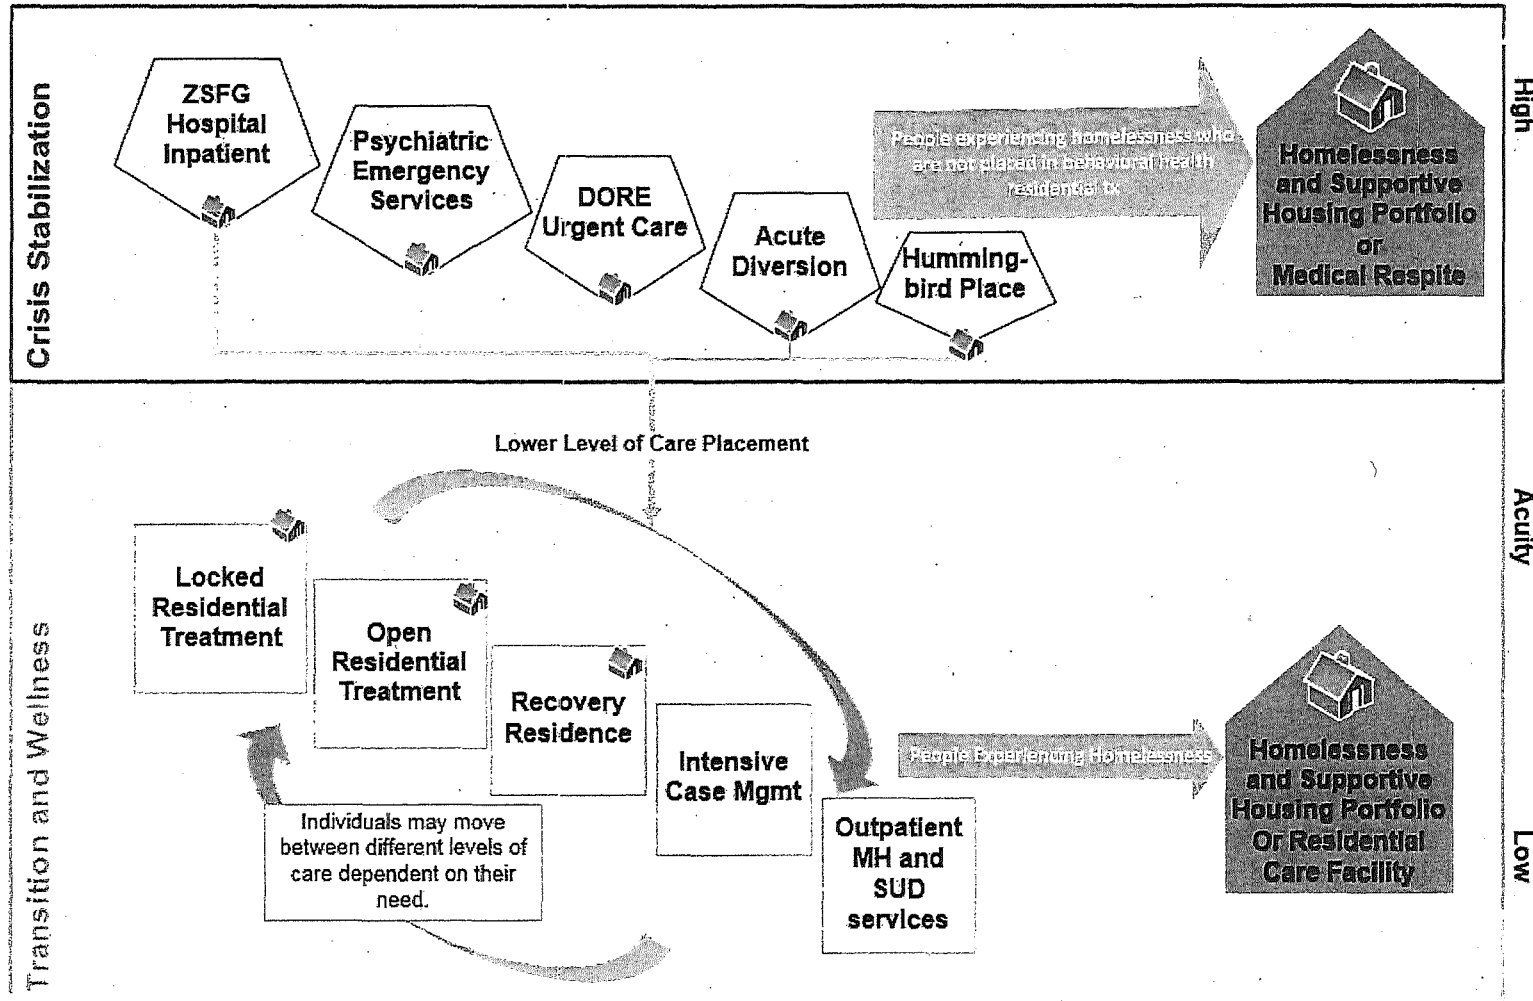 Crisis Stabilization
ZSFG
Hospital
Inpatient
Psychiatric
Emergency
Services
DORE
Urgent Care
Acute
Diversion
Humming-
bird Place
People experiencing homelessness who
are not placed in behavioral health
residential tx
Homelessness
and Supportive
Housing Portfolio
or
Medical Respite
High
Lower Level of Care Placement
Acuity
Transition and Wellness
Locked
Residential
Treatment
Open
Residential
Treatment
Recovery
Residence
Intensive
Case Mgmt
Outpatient
MH and
SUD
services
Individuals may move
between different levels of
care dependent on their
need.
People Experiencing Homelessness
Homelessness
and Supportive
Housing Portfolio
Or Residential
Care Facility
Low